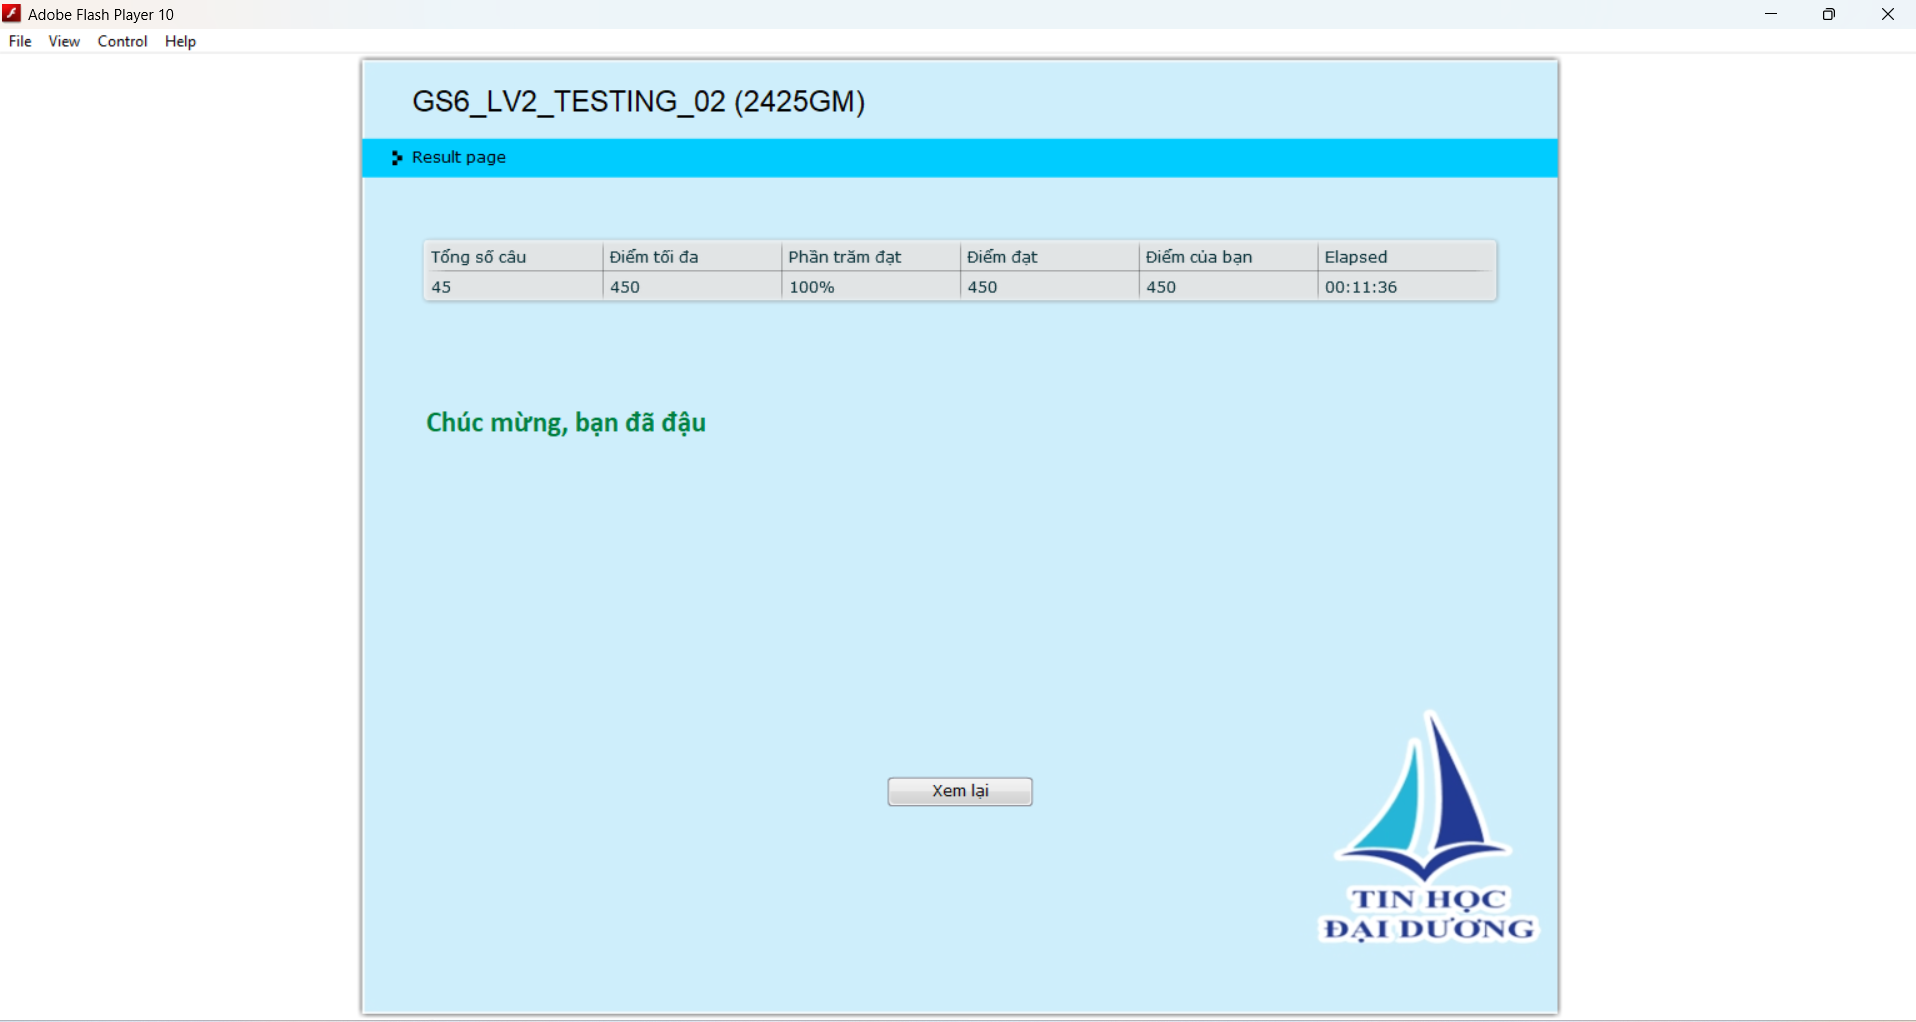 Adobe Flash Player 10
File View Control Help
GS6_LV2_TESTING_02 (2425GM)
Result page
Tổng số câu Điểm tối đa Phần trăm đạt Điểm đạt Điểm của bạn Elapsed
45 450 100% 450 450 00:11:36
Chúc mừng, bạn đã đậu
Xem lại
TIN HỌC
ĐẠI DƯƠNG